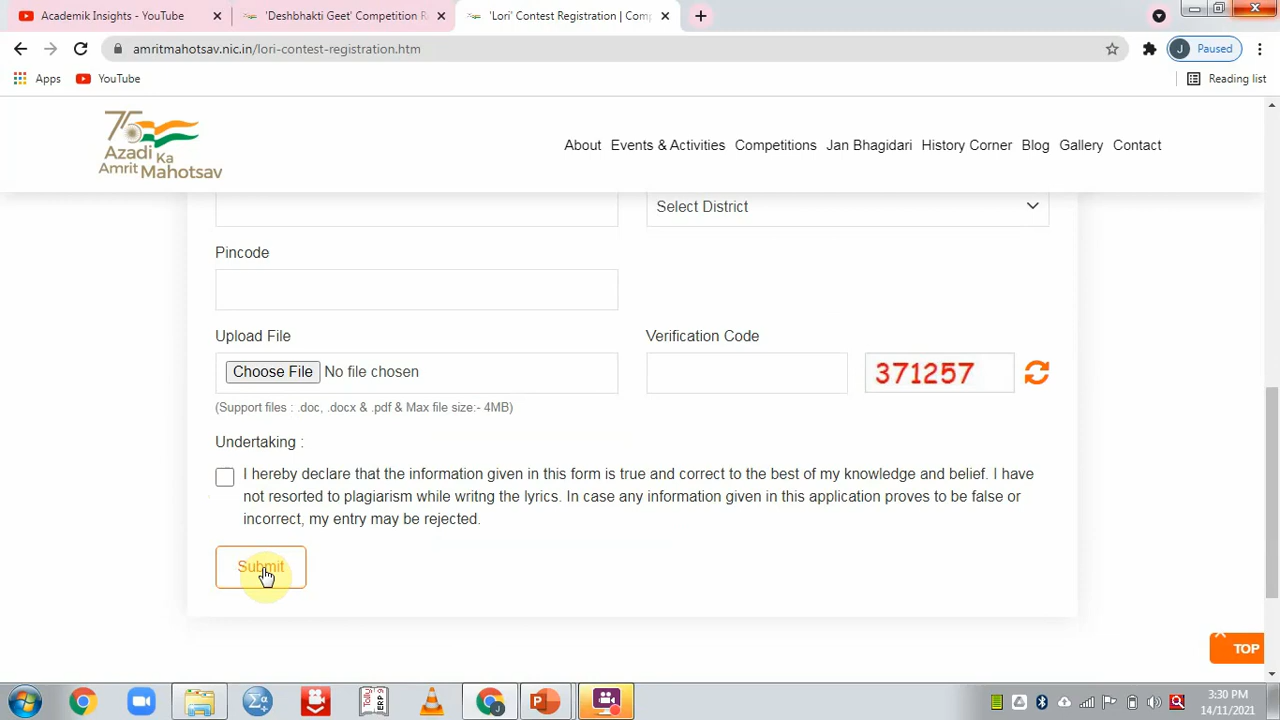 Academik Insights - YouTube
'Deshbhakti Geet' Competition R
'Lori' Contest Registration | Com
amritmahotsav.nic.in/lori-contest-registration.htm
J Paused
Apps
YouTube
Reading list
75
Azadi Ka
Amrit Mahotsav
About Events & Activities Competitions Jan Bhagidari History Corner Blog Gallery Contact
Select District
Pincode
Upload File
Verification Code
Choose File No file chosen
371257
(Support files : .doc, .docx & .pdf & Max file size:- 4MB)
Undertaking :
I hereby declare that the information given in this form is true and correct to the best of my knowledge and belief. I have
not resorted to plagiarism while writng the lyrics. In case any information given in this application proves to be false or
incorrect, my entry may be rejected.
Submit
TOP
3:30 PM
14/11/2021